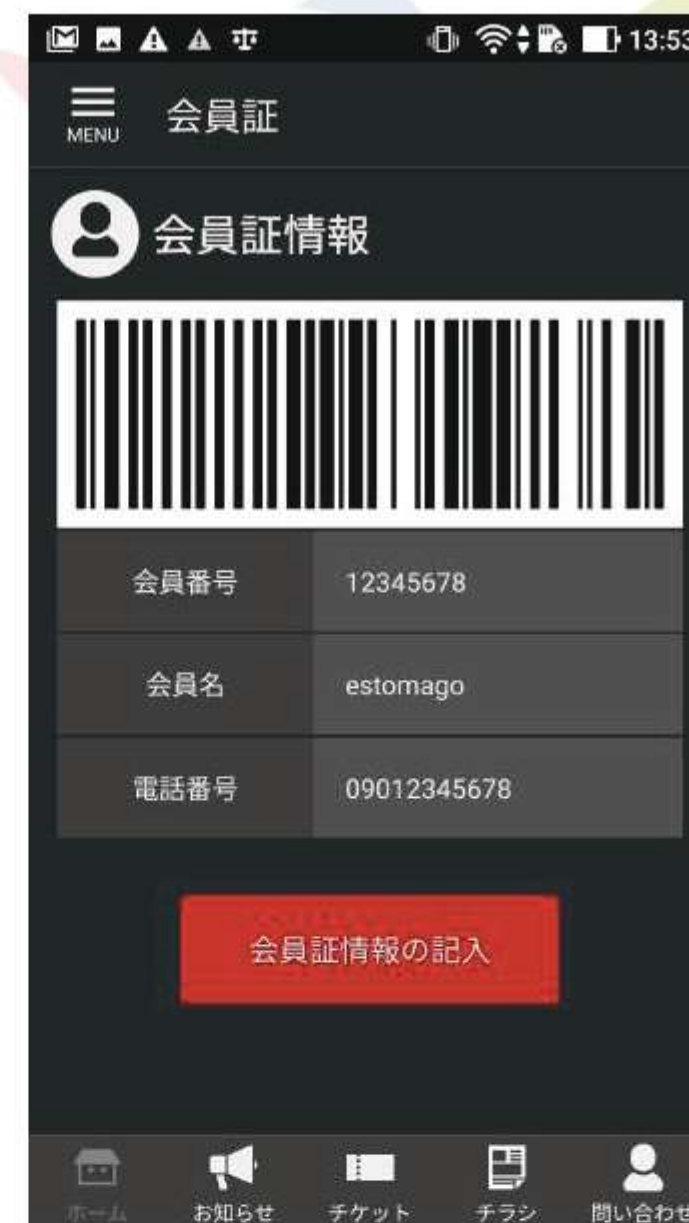 13:53
MENU 会員証
会員証情報
会員番号 12345678
会員名 estomago
電話番号 09012345678
会員証情報の記入
ホーム お知らせ チケット チラシ 問い合わせ